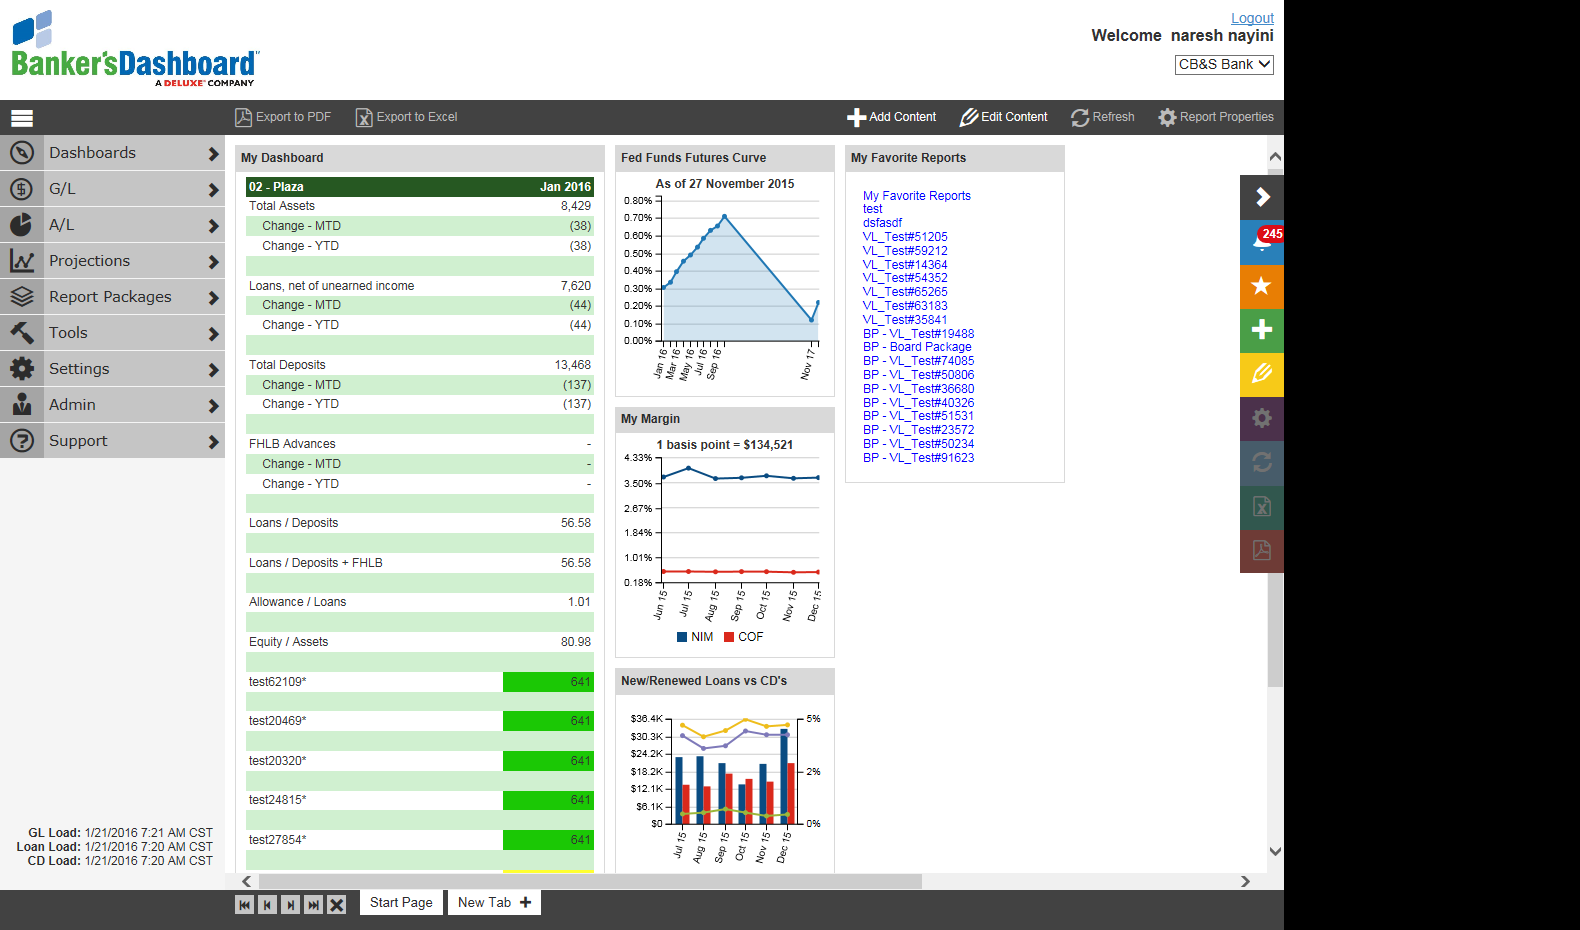 Logout
Welcome naresh nayini
CB&S Bank
Banker'sDashboard
A DELUXE COMPANY
Export to PDF
Export to Excel
Add Content
Edit Content
Refresh
Report Properties
Dashboards
G/L
A/L
Projections
Report Packages
Tools
Settings
Admin
Support
GL Load: 1/21/2016 7:21 AM CST
Loan Load: 1/21/2016 7:20 AM CST
CD Load: 1/21/2016 7:20 AM CST
My Dashboard
02 - Plaza Jan 2016
Total Assets 8,429
Change - MTD (38)
Change - YTD (38)
Loans, net of unearned income 7,620
Change - MTD (44)
Change - YTD (44)
Total Deposits 13,468
Change - MTD (137)
Change - YTD (137)
FHLB Advances -
Change - MTD -
Change - YTD -
Loans / Deposits 56.58
Loans / Deposits + FHLB 56.58
Allowance / Loans 1.01
Equity / Assets 80.98
test62109* 641
test20469* 641
test20320* 641
test24815* 641
test27854* 641
Fed Funds Futures Curve
As of 27 November 2015
0.80%
0.70%
0.60%
0.50%
0.40%
0.30%
0.20%
0.10%
0.00%
Jan 16
Mar 16
May 16
Jul 16
Sep 16
Nov 17
My Margin
1 basis point = $134,521
4.33%
3.50%
2.67%
1.84%
1.01%
0.18%
Jun 15
Jul 15
Aug 15
Sep 15
Oct 15
Nov 15
Dec 15
NIM COF
New/Renewed Loans vs CD's
$36.4K
$30.3K
$24.2K
$18.2K
$12.1K
$6.1K
$0
5%
2%
0%
Jul 15
Aug 15
Sep 15
Oct 15
Nov 15
Dec 15
My Favorite Reports
My Favorite Reports
test
dsfasdf
VL_Test#51205
VL_Test#59212
VL_Test#14364
VL_Test#54352
VL_Test#65265
VL_Test#63183
VL_Test#35841
BP - VL_Test#19488
BP - Board Package
BP - VL_Test#74085
BP - VL_Test#50806
BP - VL_Test#36680
BP - VL_Test#40326
BP - VL_Test#51531
BP - VL_Test#23572
BP - VL_Test#50234
BP - VL_Test#91623
245
Start Page
New Tab